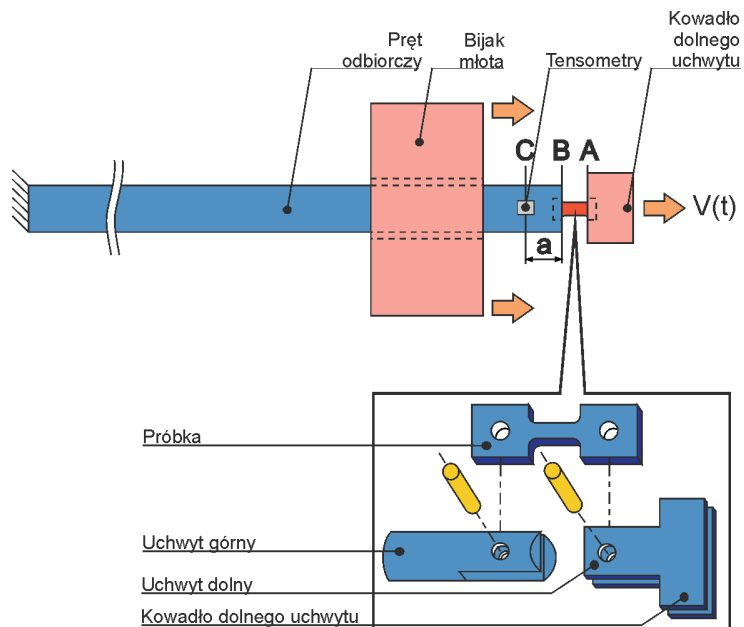 Pręt
odbiorczy
Bijak
młota
Tensometry
Kowadło
dolnego
uchwytu
C B A
V(t)
a
Próbka
Uchwyt górny
Uchwyt dolny
Kowadło dolnego uchwytu